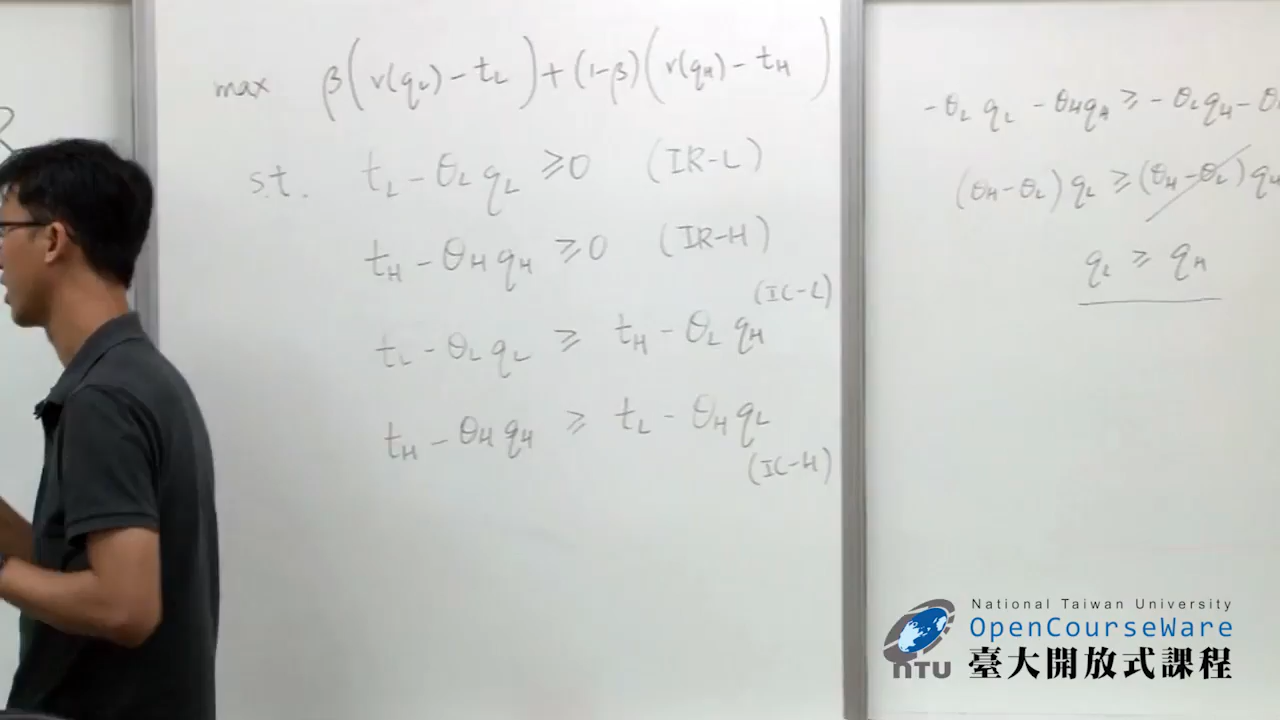 max β(v(q_L) - t_L) + (1-β)(v(q_H) - t_H)
s.t. t_L - θ_L q_L ≥ 0 (IR-L)
t_H - θ_H q_H ≥ 0 (IR-H)
(IC-L)
t_L - θ_L q_L ≥ t_H - θ_L q_H
t_H - θ_H q_H ≥ t_L - θ_H q_L
(IC-H)
-θ_L q_L - θ_H q_H ≥ -θ_L q_H - θ
(θ_H - θ_L) q_L ≥ (θ_H - θ_L) q_H
q_L ≥ q_H
National Taiwan University
OpenCourseWare
臺大開放式課程
NTU